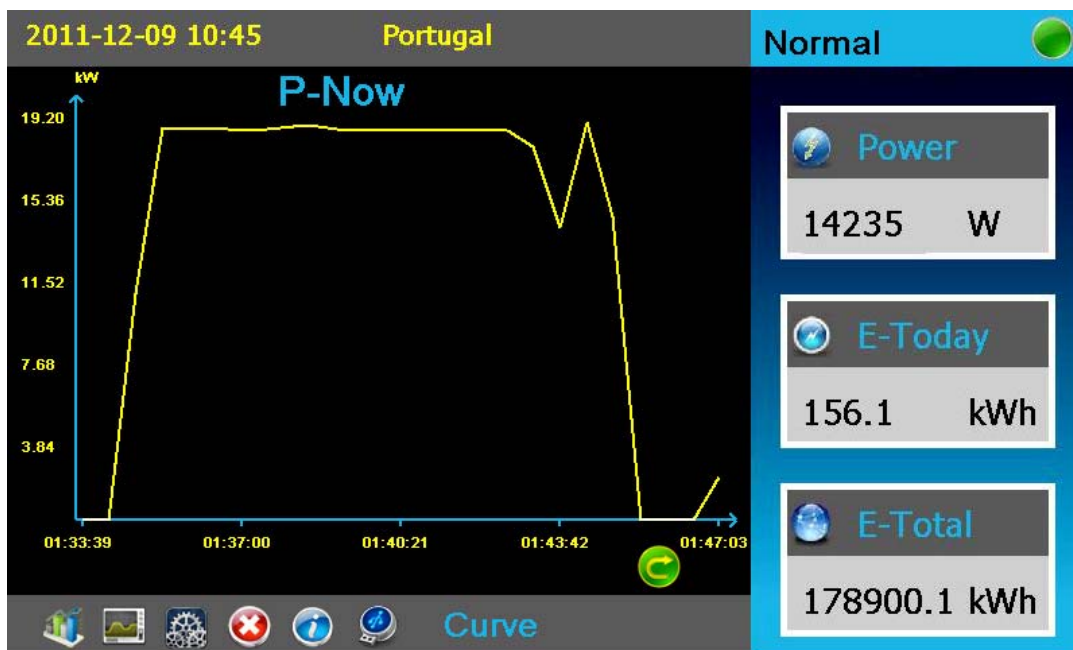 2011-12-09 10:45 Portugal
Normal
kW
P-Now
19.20
15.36
11.52
7.68
3.84
01:33:39 01:37:00 01:40:21 01:43:42 01:47:03
Curve
Power
14235 W
E-Today
156.1 kWh
E-Total
178900.1 kWh